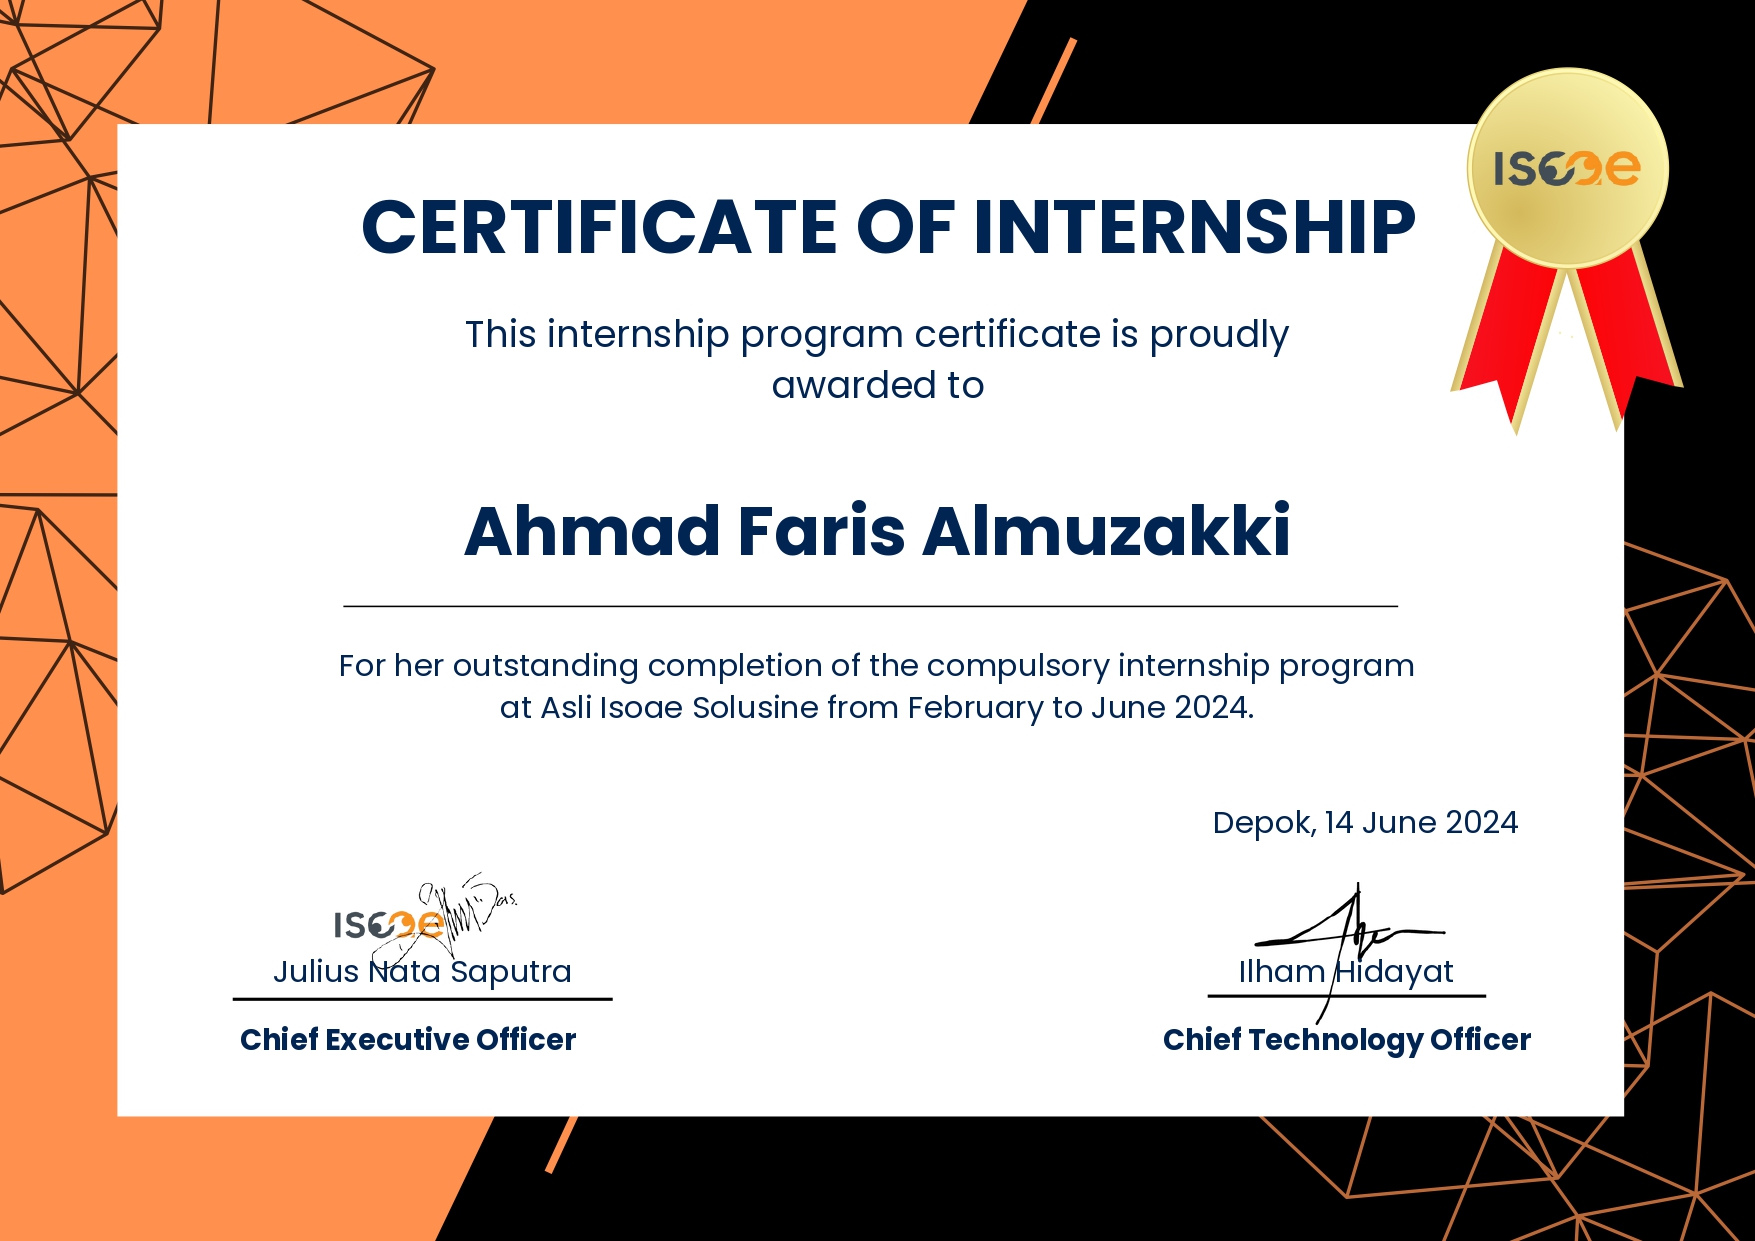 ISOAE
CERTIFICATE OF INTERNSHIP
This internship program certificate is proudly
awarded to
Ahmad Faris Almuzakki
For her outstanding completion of the compulsory internship program
at Asli Isoae Solusine from February to June 2024.
Depok, 14 June 2024
ISOAE
Julius Nata Saputra
Ilham Hidayat
Chief Executive Officer
Chief Technology Officer